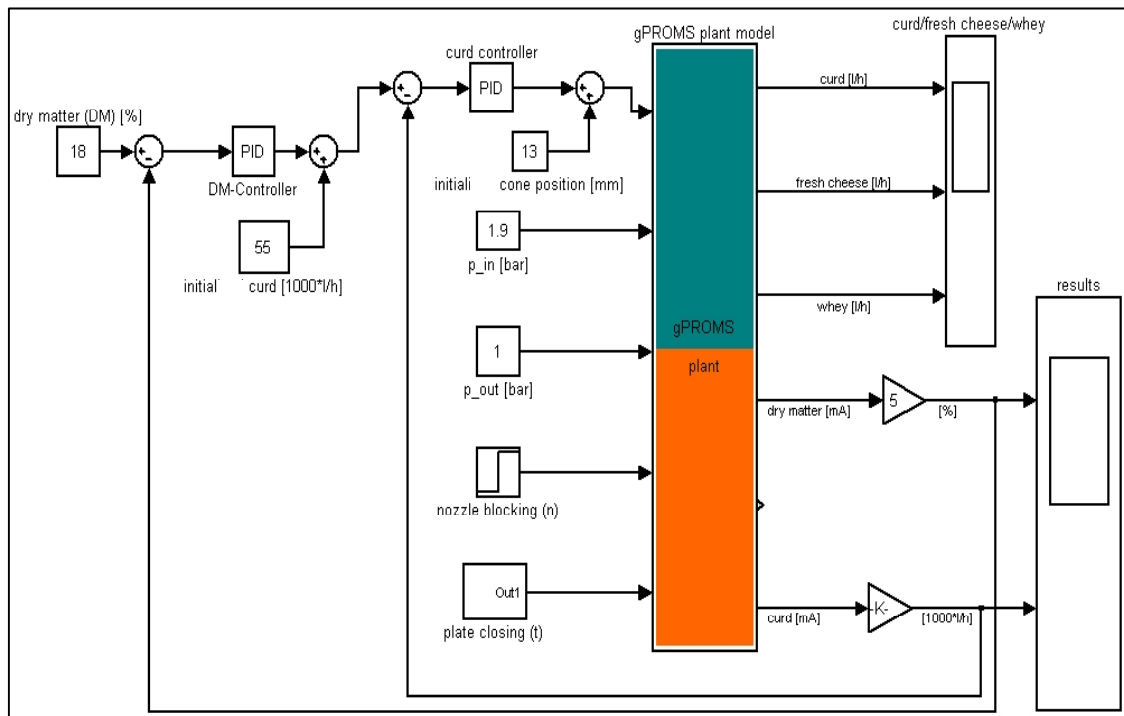 curd/fresh cheese/whey
gPROMS plant model
curd controller
PID
curd [l/h]
dry matter (DM) [%]
18
PID
DM-Controller
13
initiali cone position [mm]
fresh cheese [l/h]
55
initial curd [1000*l/h]
1.9
p_in [bar]
whey [l/h]
results
gPROMS
1
p_out [bar]
plant
dry matter [mA]
5
[%]
nozzle blocking (n)
Out1
plate closing (t)
curd [mA]
-K-
[1000*l/h]